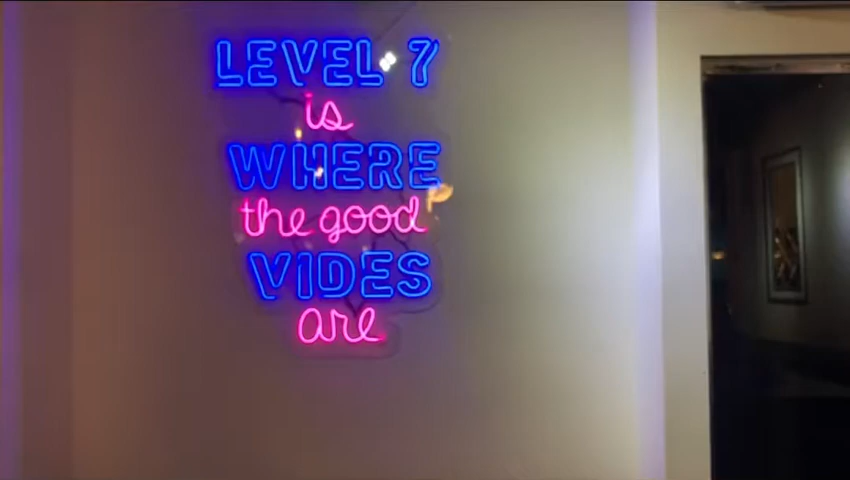 LEVEL 7
is
WHERE
the good
VIDES
are